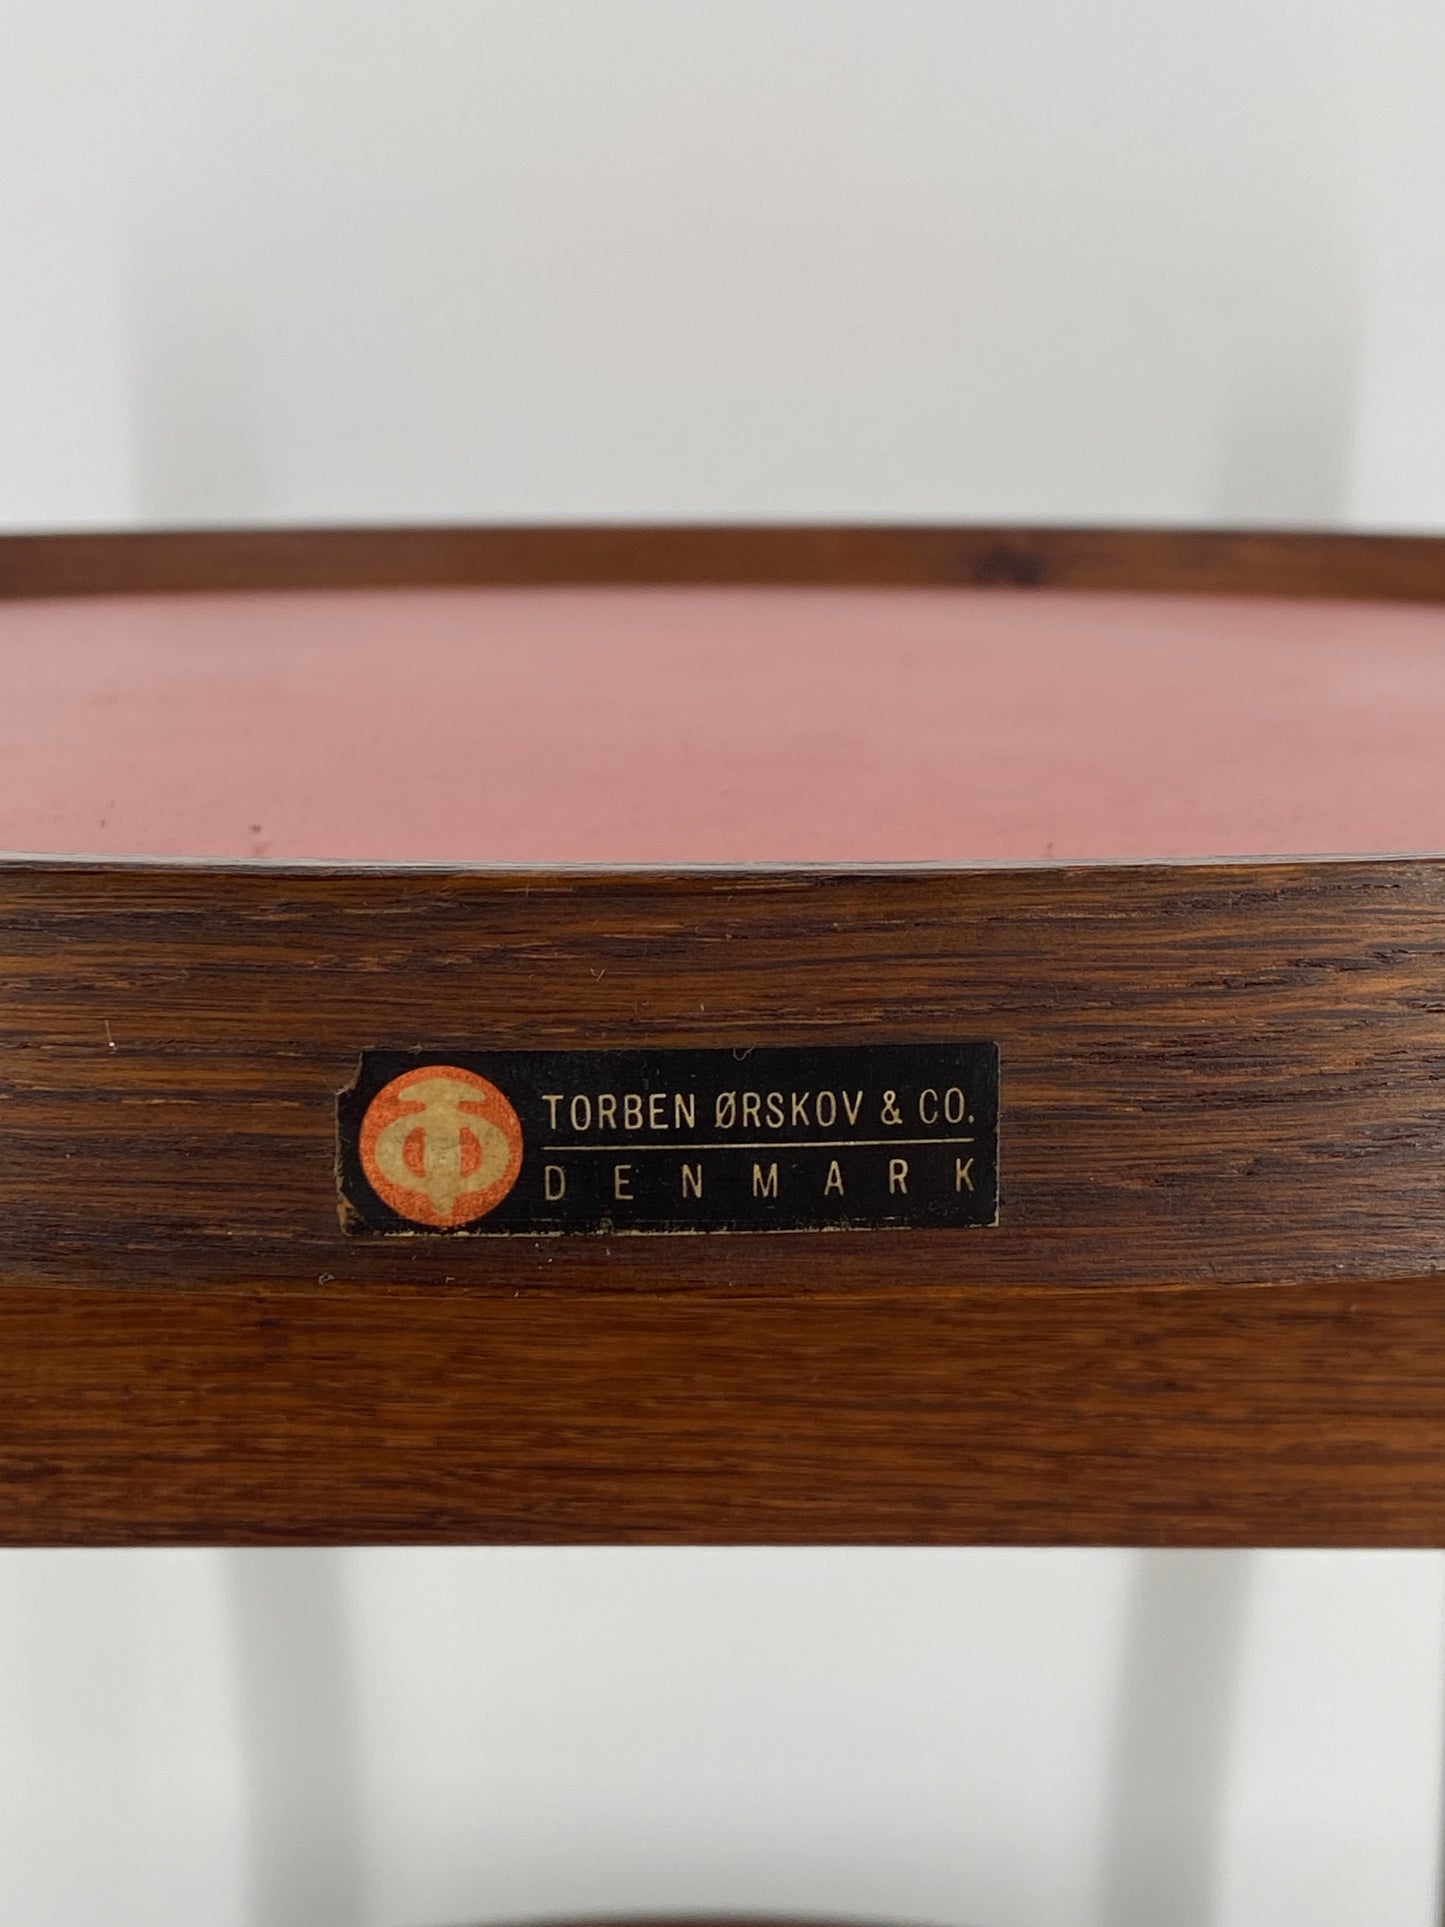 TORBEN ØRSKOV & CO.
DENMARK